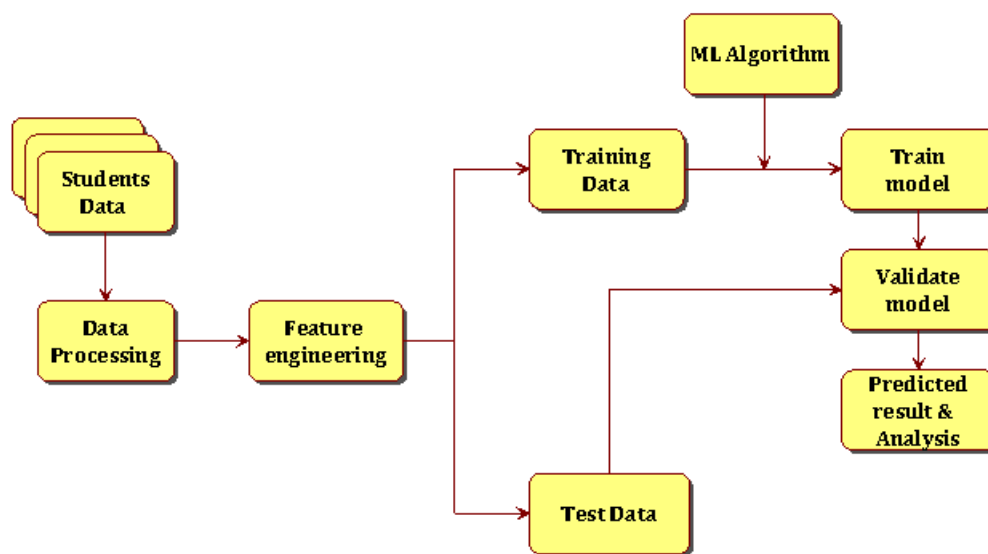 ML Algorithm
Students
Data
Training
Data
Train
model
Data
Processing
Feature
engineering
Validate
model
Predicted
result &
Analysis
Test Data